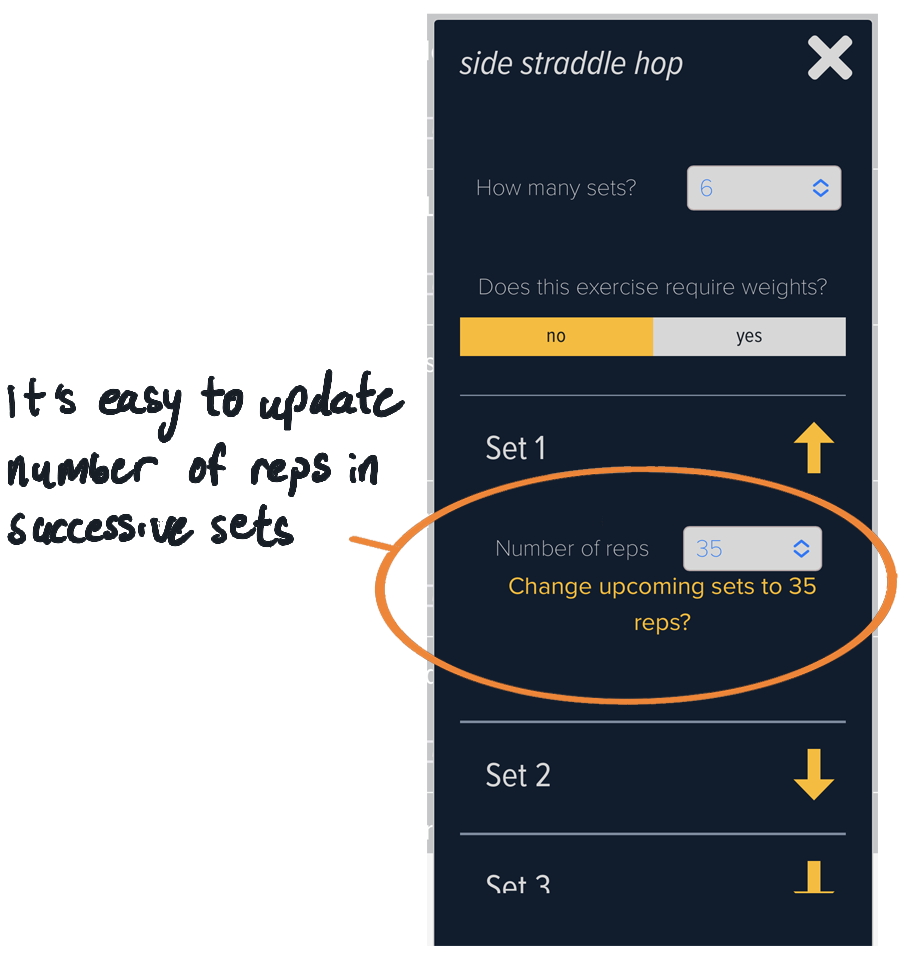 side straddle hop
How many sets?
6
Does this exercise require weights?
no
yes
Set 1
Number of reps
35
Change upcoming sets to 35
reps?
Set 2
Set 3
it's easy to update
number of reps in
successive sets